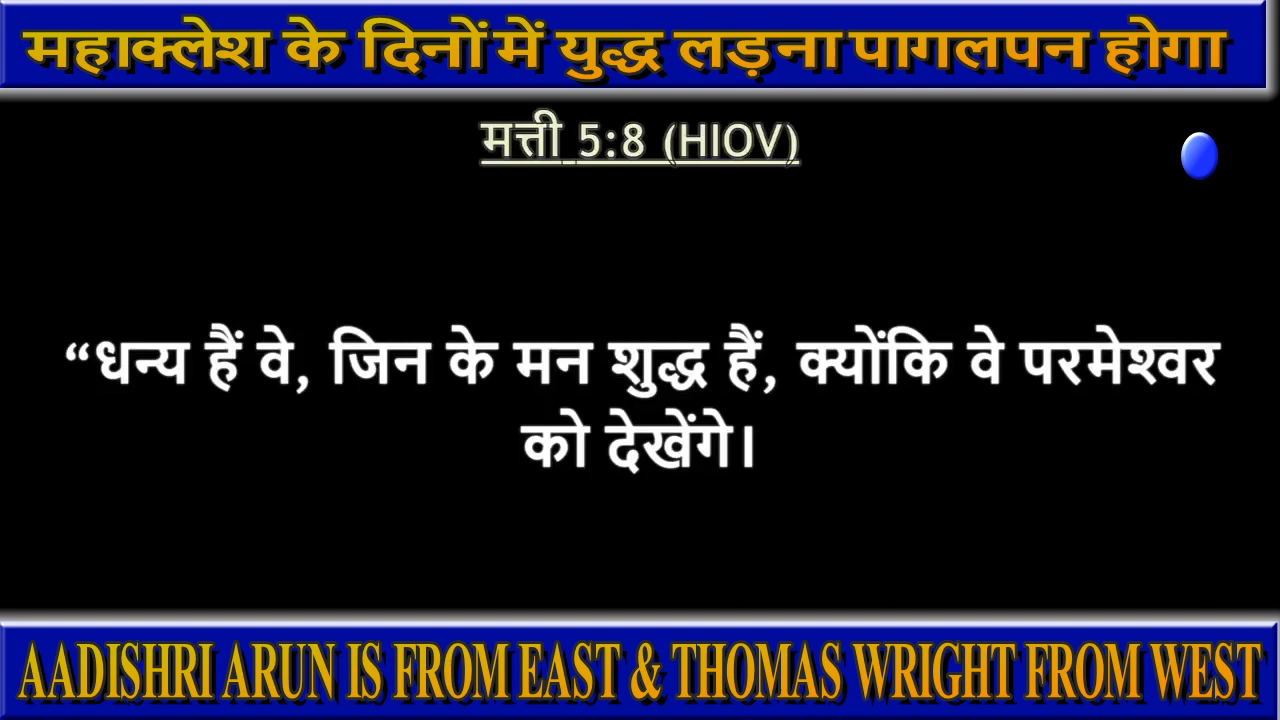 महाक्लेश के दिनों में युद्ध लड़ना पागलपन होगा
मत्ती 5:8 (HIOV)
“धन्य हैं वे, जिन के मन शुद्ध हैं, क्योंकि वे परमेश्वर
को देखेंगे।
AADISHRI ARUN IS FROM EAST & THOMAS WRIGHT FROM WEST